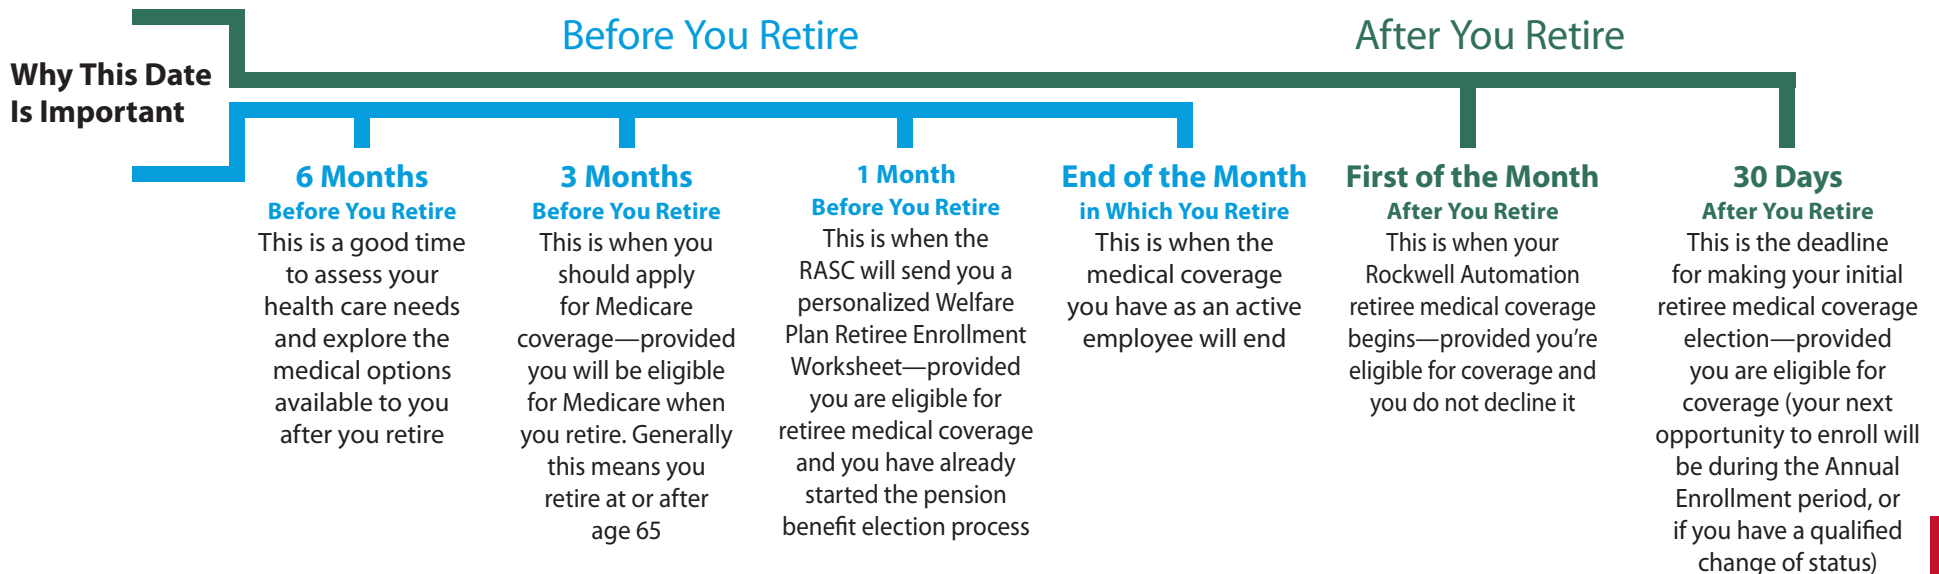 Before You Retire
After You Retire
Why This Date
Is Important
6 Months
Before You Retire
This is a good time
to assess your
health care needs
and explore the
medical options
available to you
after you retire
3 Months
Before You Retire
This is when you
should apply
for Medicare
coverage—provided
you will be eligible
for Medicare when
you retire. Generally
this means you
retire at or after
age 65
1 Month
Before You Retire
This is when the
RASC will send you a
personalized Welfare
Plan Retiree Enrollment
Worksheet—provided
you are eligible for
retiree medical coverage
and you have already
started the pension
benefit election process
End of the Month
in Which You Retire
This is when the
medical coverage
you have as an active
employee will end
First of the Month
After You Retire
This is when your
Rockwell Automation
retiree medical coverage
begins—provided you’re
eligible for coverage and
you do not decline it
30 Days
After You Retire
This is the deadline
for making your initial
retiree medical coverage
election—provided
you are eligible for
coverage (your next
opportunity to enroll will
be during the Annual
Enrollment period, or
if you have a qualified
change of status)